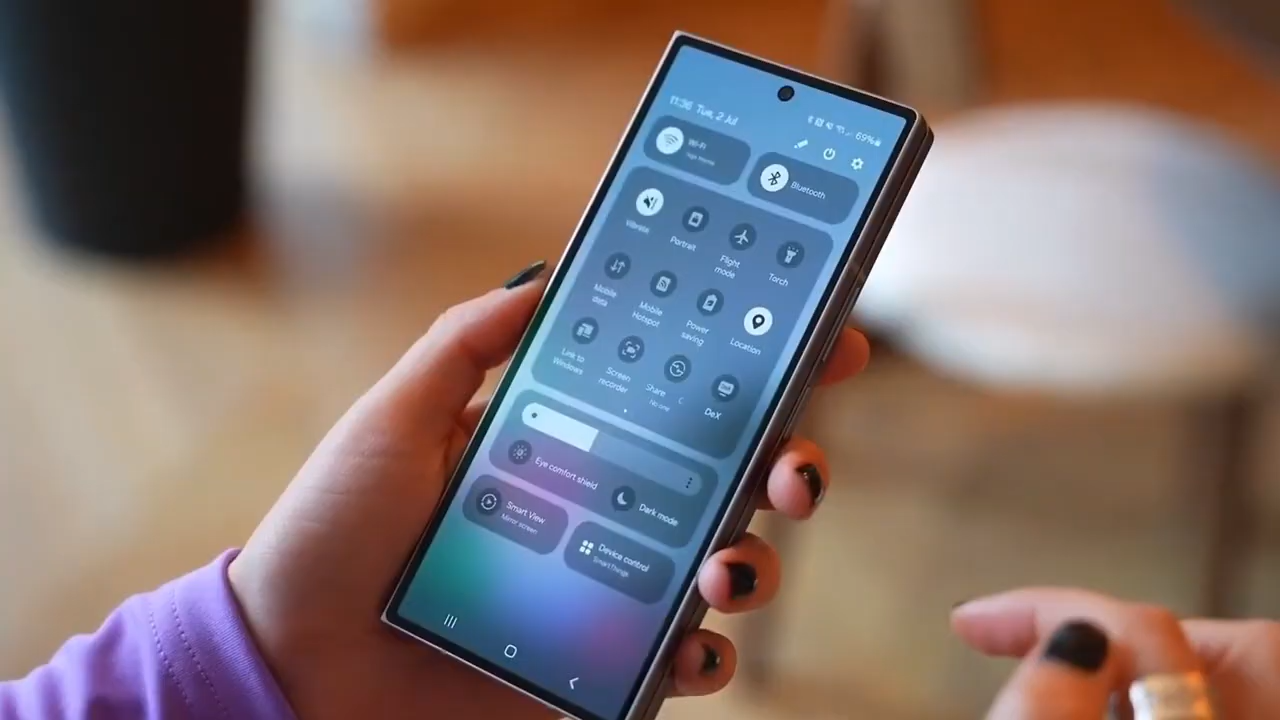 11:36 Tue, 2 Jul
69%
Wi-Fi
Bluetooth
Vibrate
Portrait
Flight
mode
Torch
Mobile
data
Mobile
Hotspot
Power
saving
Location
Link to
Windows
Screen
recorder
Share
No one
DeX
Eye comfort shield
Dark mode
Smart View
Mirror screen
Device control
SmartThings